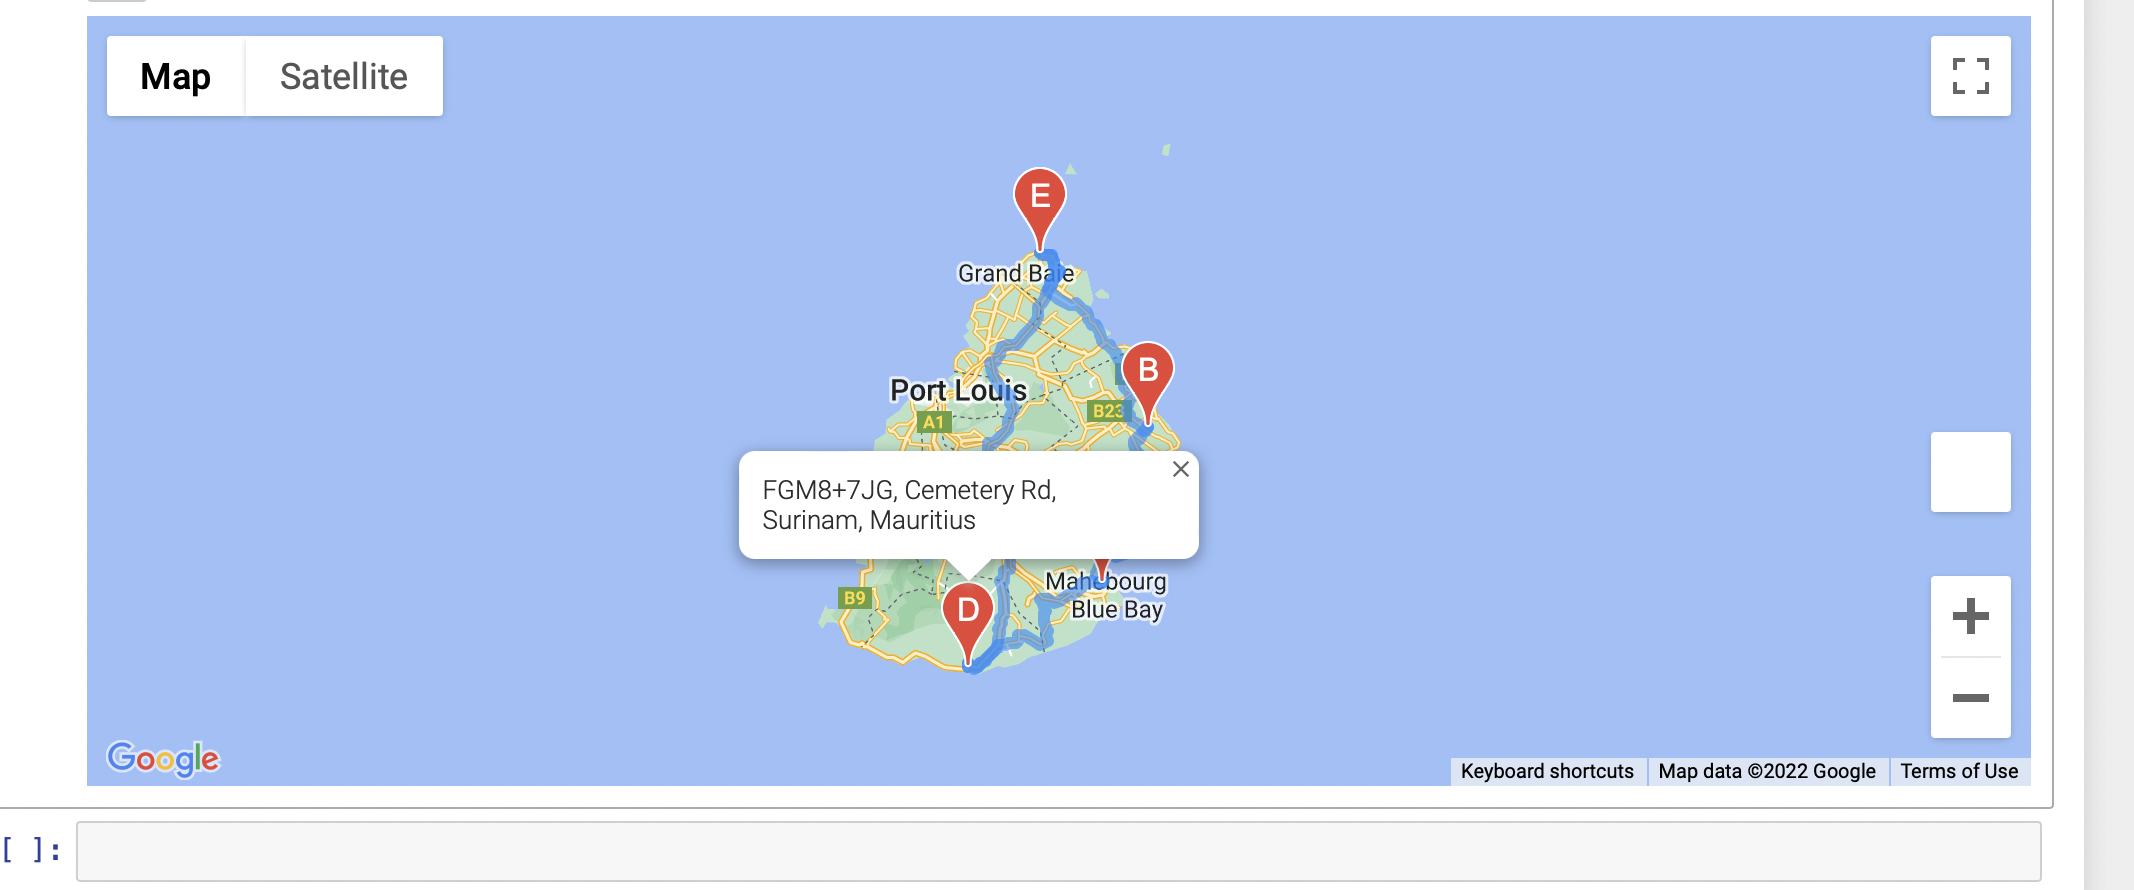 Map
Satellite
E
Grand Baie
B
Port Louis
B23
A1
FGM8+7JG, Cemetery Rd,
Surinam, Mauritius
Mahebourg
Blue Bay
B9
D
Google
Keyboard shortcuts
Map data ©2022 Google
Terms of Use
[ ]: